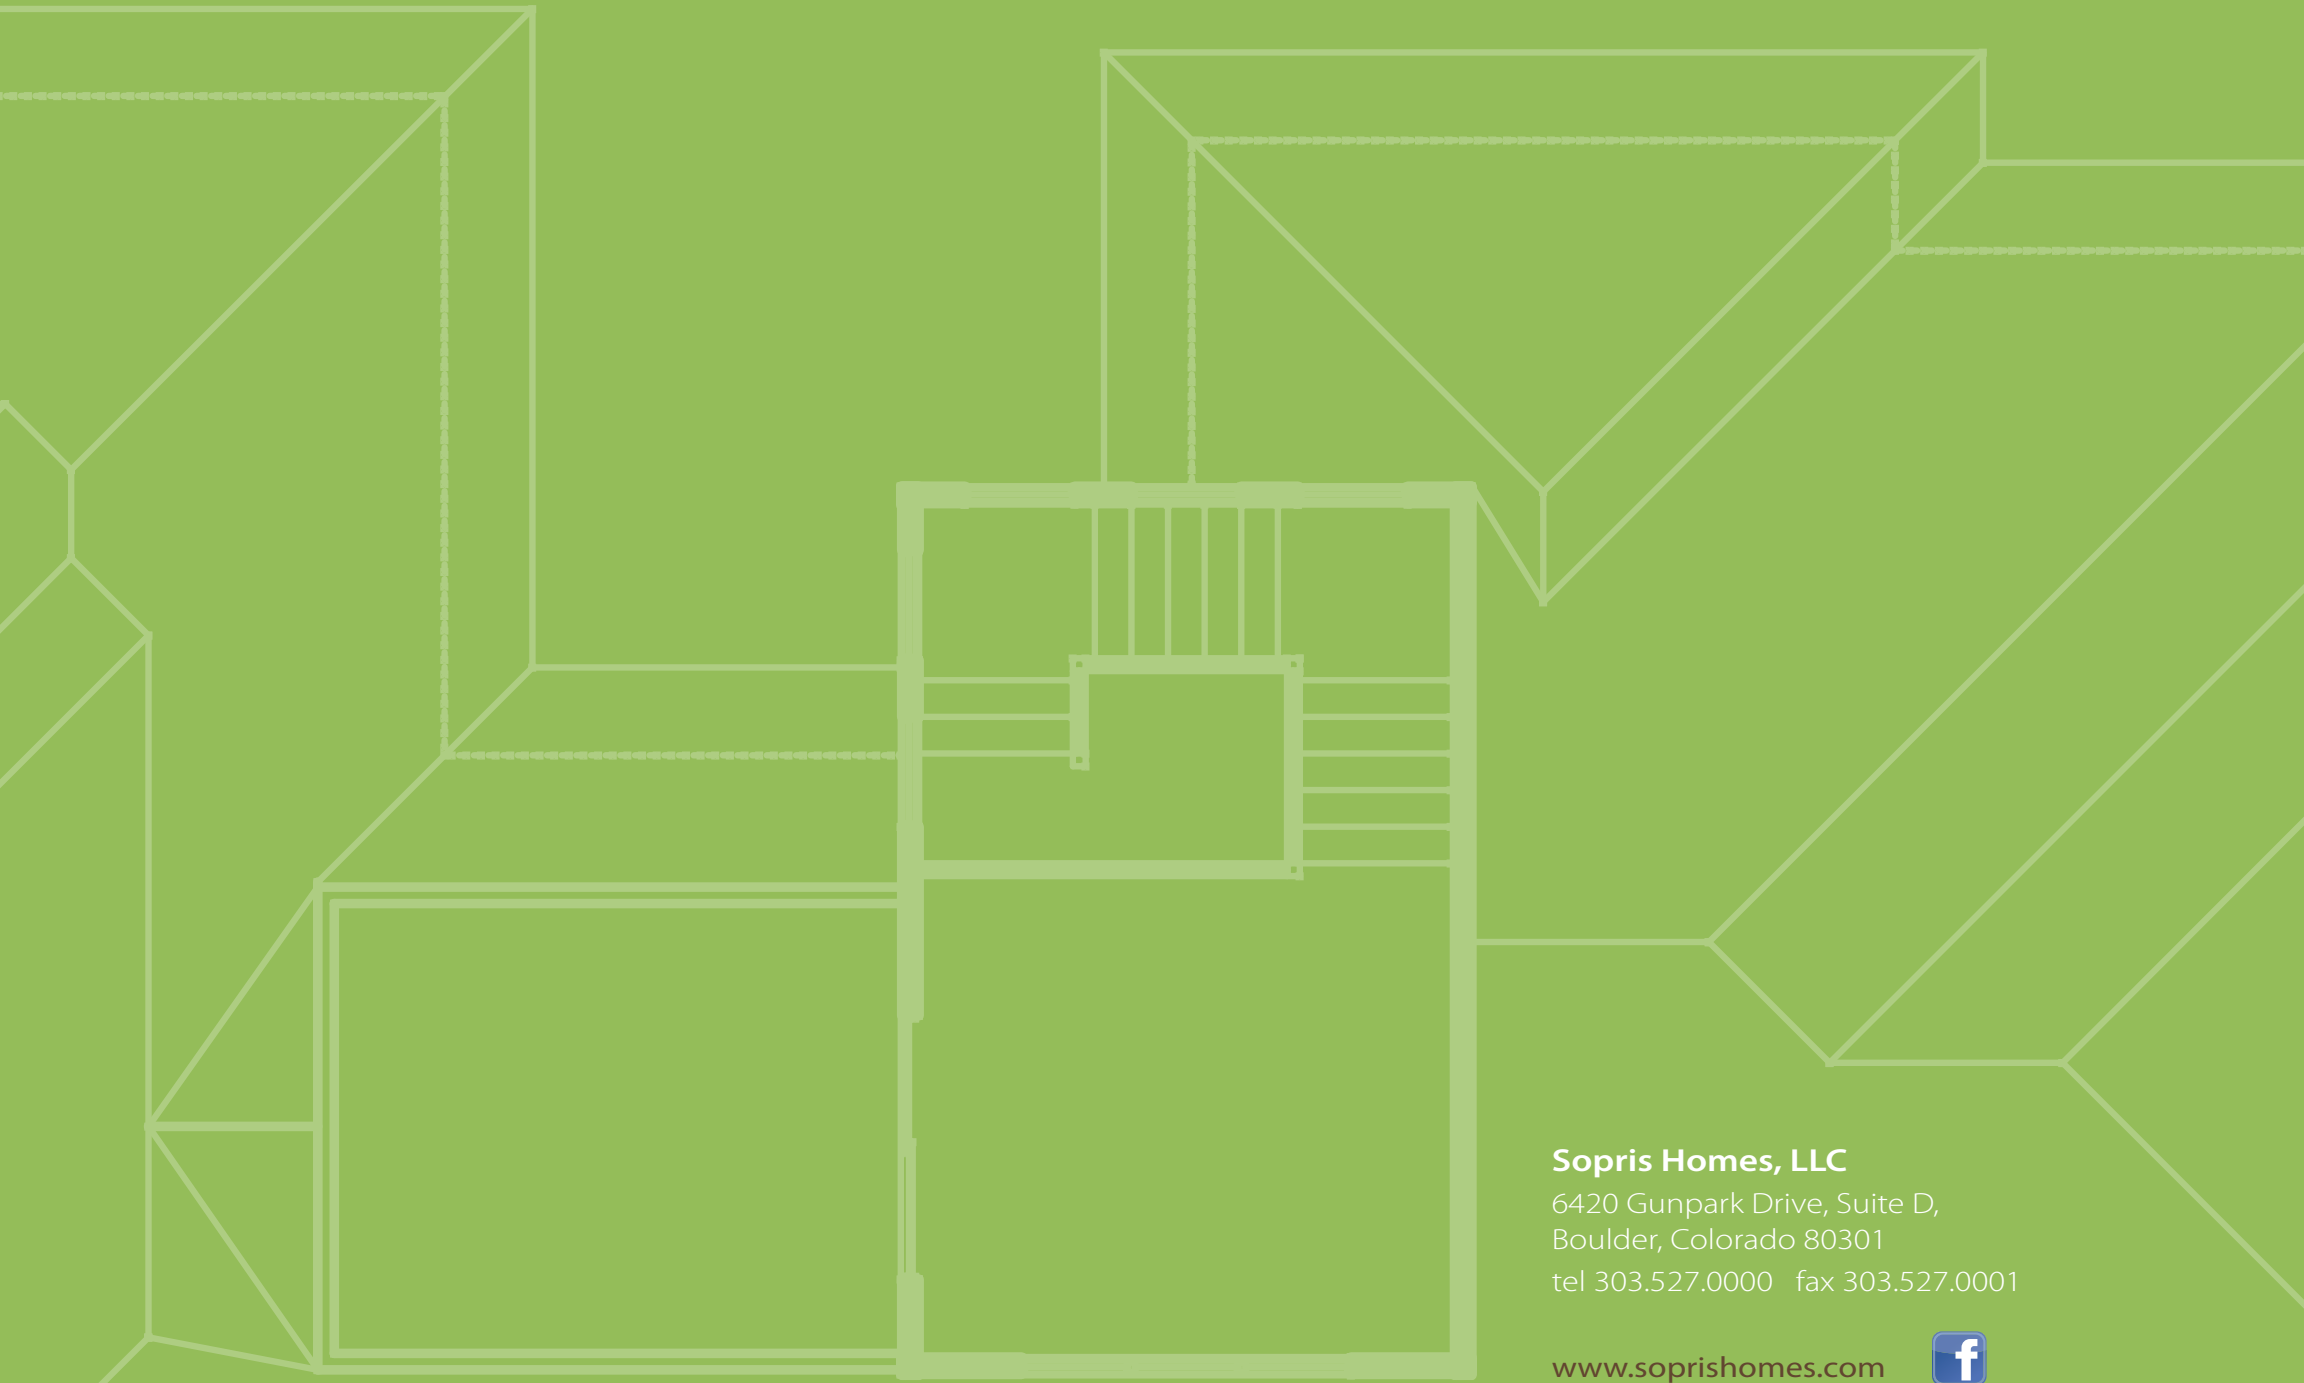 Sopris Homes, LLC
6420 Gunpark Drive, Suite D,
Boulder, Colorado 80301
tel 303.527.0000 fax 303.527.0001
www.soprishomes.com
f